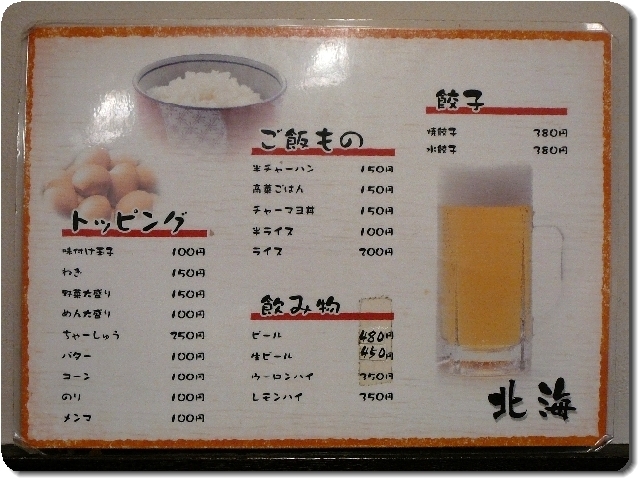 餃子
焼餃子 380円
水餃子 380円
ご飯もの
半チャーハン 150円
高菜ごはん 150円
チャーマヨ丼 150円
半ライス 100円
ライス 200円
トッピング
味付け玉子 100円
ねぎ 150円
野菜大盛り 150円
めん大盛り 100円
ちゃーしゅう 250円
バター 100円
コーン 100円
のり 100円
メンマ 100円
飲み物
ビール 480円
生ビール 450円
ウーロンハイ 350円
レモンハイ 350円
北海